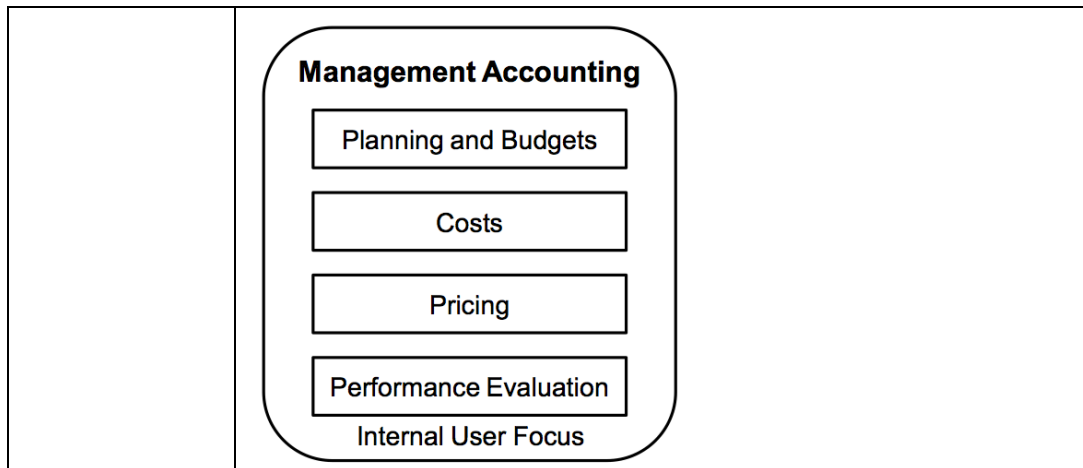 Management Accounting
Planning and Budgets
Costs
Pricing
Performance Evaluation
Internal User Focus